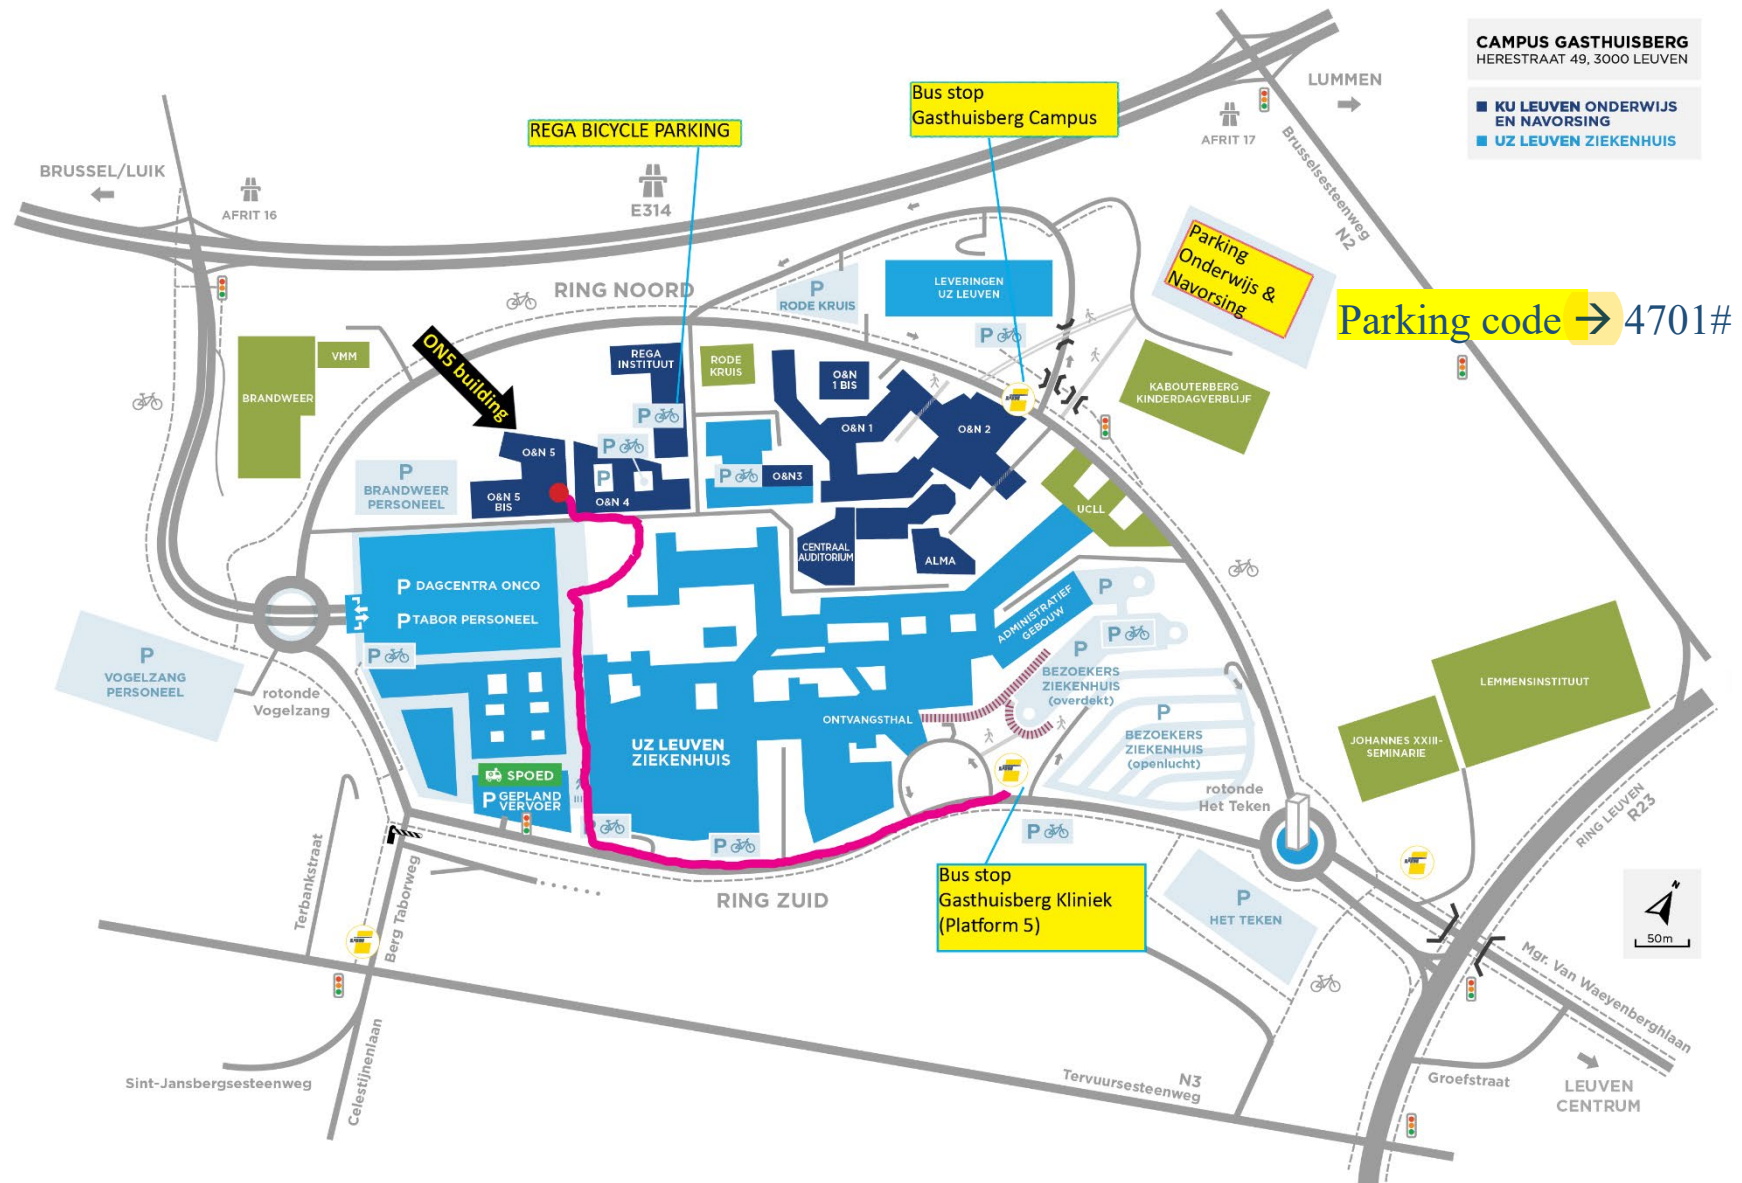 CAMPUS GASTHUISBERG
HERESTRAAT 49, 3000 LEUVEN
KU LEUVEN ONDERWIJS
EN NAVORSING
UZ LEUVEN ZIEKENHUIS
LUMMEN
Bus stop
Gasthuisberg Campus
REGA BICYCLE PARKING
AFRIT 17
Brusselsesteenweg
N2
BRUSSEL/LUIK
AFRIT 16
E314
Parking
Onderwijs &
Navorsing
Parking code → 4701#
RING NOORD
P
RODE KRUIS
LEVERINGEN
UZ LEUVEN
P
ON5 building
VMM
BRANDWEER
REGA
INSTITUUT
RODE
KRUIS
O&N
1 BIS
KABOUTERBERG
KINDERDAGVERBLIJF
P
P
O&N 1
O&N 2
O&N 5
P
BRANDWEER
PERSONEEL
P
P
O&N3
O&N 5
BIS
O&N 4
UCLL
CENTRAAL
AUDITORIUM
ALMA
P DAGCENTRA ONCO
P TABOR PERSONEEL
P
ADMINISTRATIEF
GEBOUW
P
P
P
VOGELZANG
PERSONEEL
P
BEZOEKERS
ZIEKENHUIS
(overdekt)
rotonde
Vogelzang
ONTVANGSTHAL
P
BEZOEKERS
ZIEKENHUIS
(openlucht)
LEMMENSINSTITUUT
JOHANNES XXIII-
SEMINARIE
UZ LEUVEN
ZIEKENHUIS
SPOED
P GEPLAND
VERVOER
rotonde
Het Teken
RING LEUVEN
R23
P
P
P
Terbankstraat
Berg Taborweg
RING ZUID
Bus stop
Gasthuisberg Kliniek
(Platform 5)
P
HET TEKEN
N
50m
Mgr. Van Waeyenberghlaan
Sint-Jansbergsesteenweg
Celestijnenlaan
N3
Tervuursesteenweg
Groefstraat
LEUVEN
CENTRUM